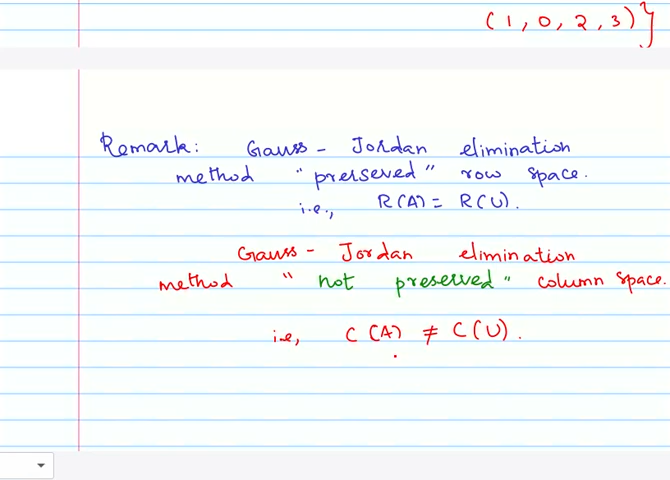 (1, 0, 2, 3)}
Remark: Gauss - Jordan elimination
method "prerseved" row space.
i.e., R(A) = R(U).
Gauss - Jordan elimination
method " not preserved" column space.
i.e, C(A) ≠ C(U).